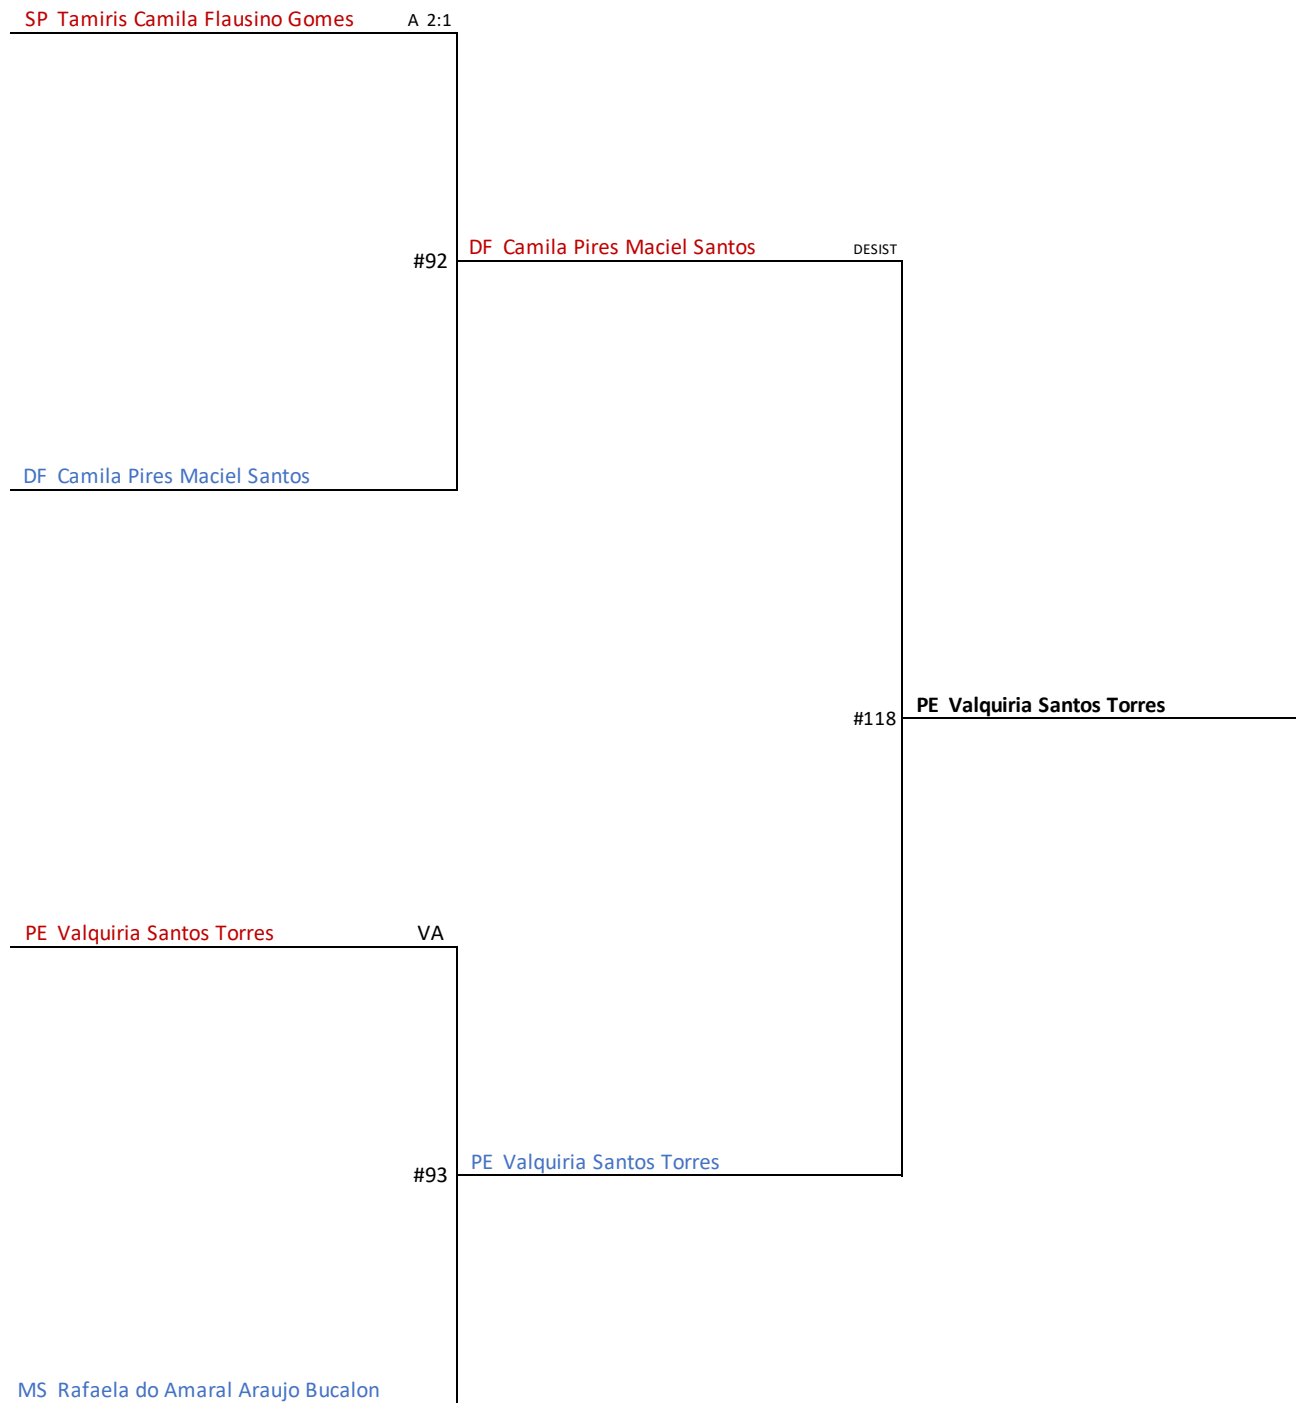 SP Tamiris Camila Flausino Gomes A 2:1
DF Camila Pires Maciel Santos DESIST
#92
DF Camila Pires Maciel Santos
PE Valquiria Santos Torres
#118
PE Valquiria Santos Torres VA
PE Valquiria Santos Torres
#93
MS Rafaela do Amaral Araujo Bucalon